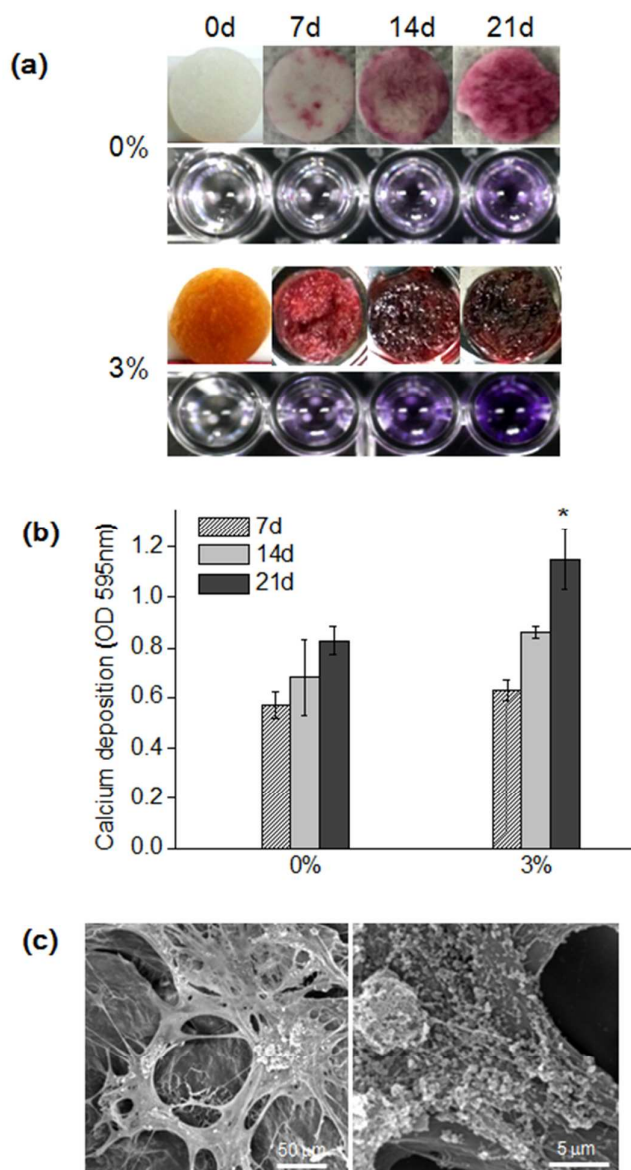 0d 7d 14d 21d
(a)
0%
3%
(b)
*
7d
14d
21d
1.2
1.0
0.8
0.6
0.4
0.2
0.0
Calcium deposition (OD 595nm)
0% 3%
(c)
50 µm 5 µm